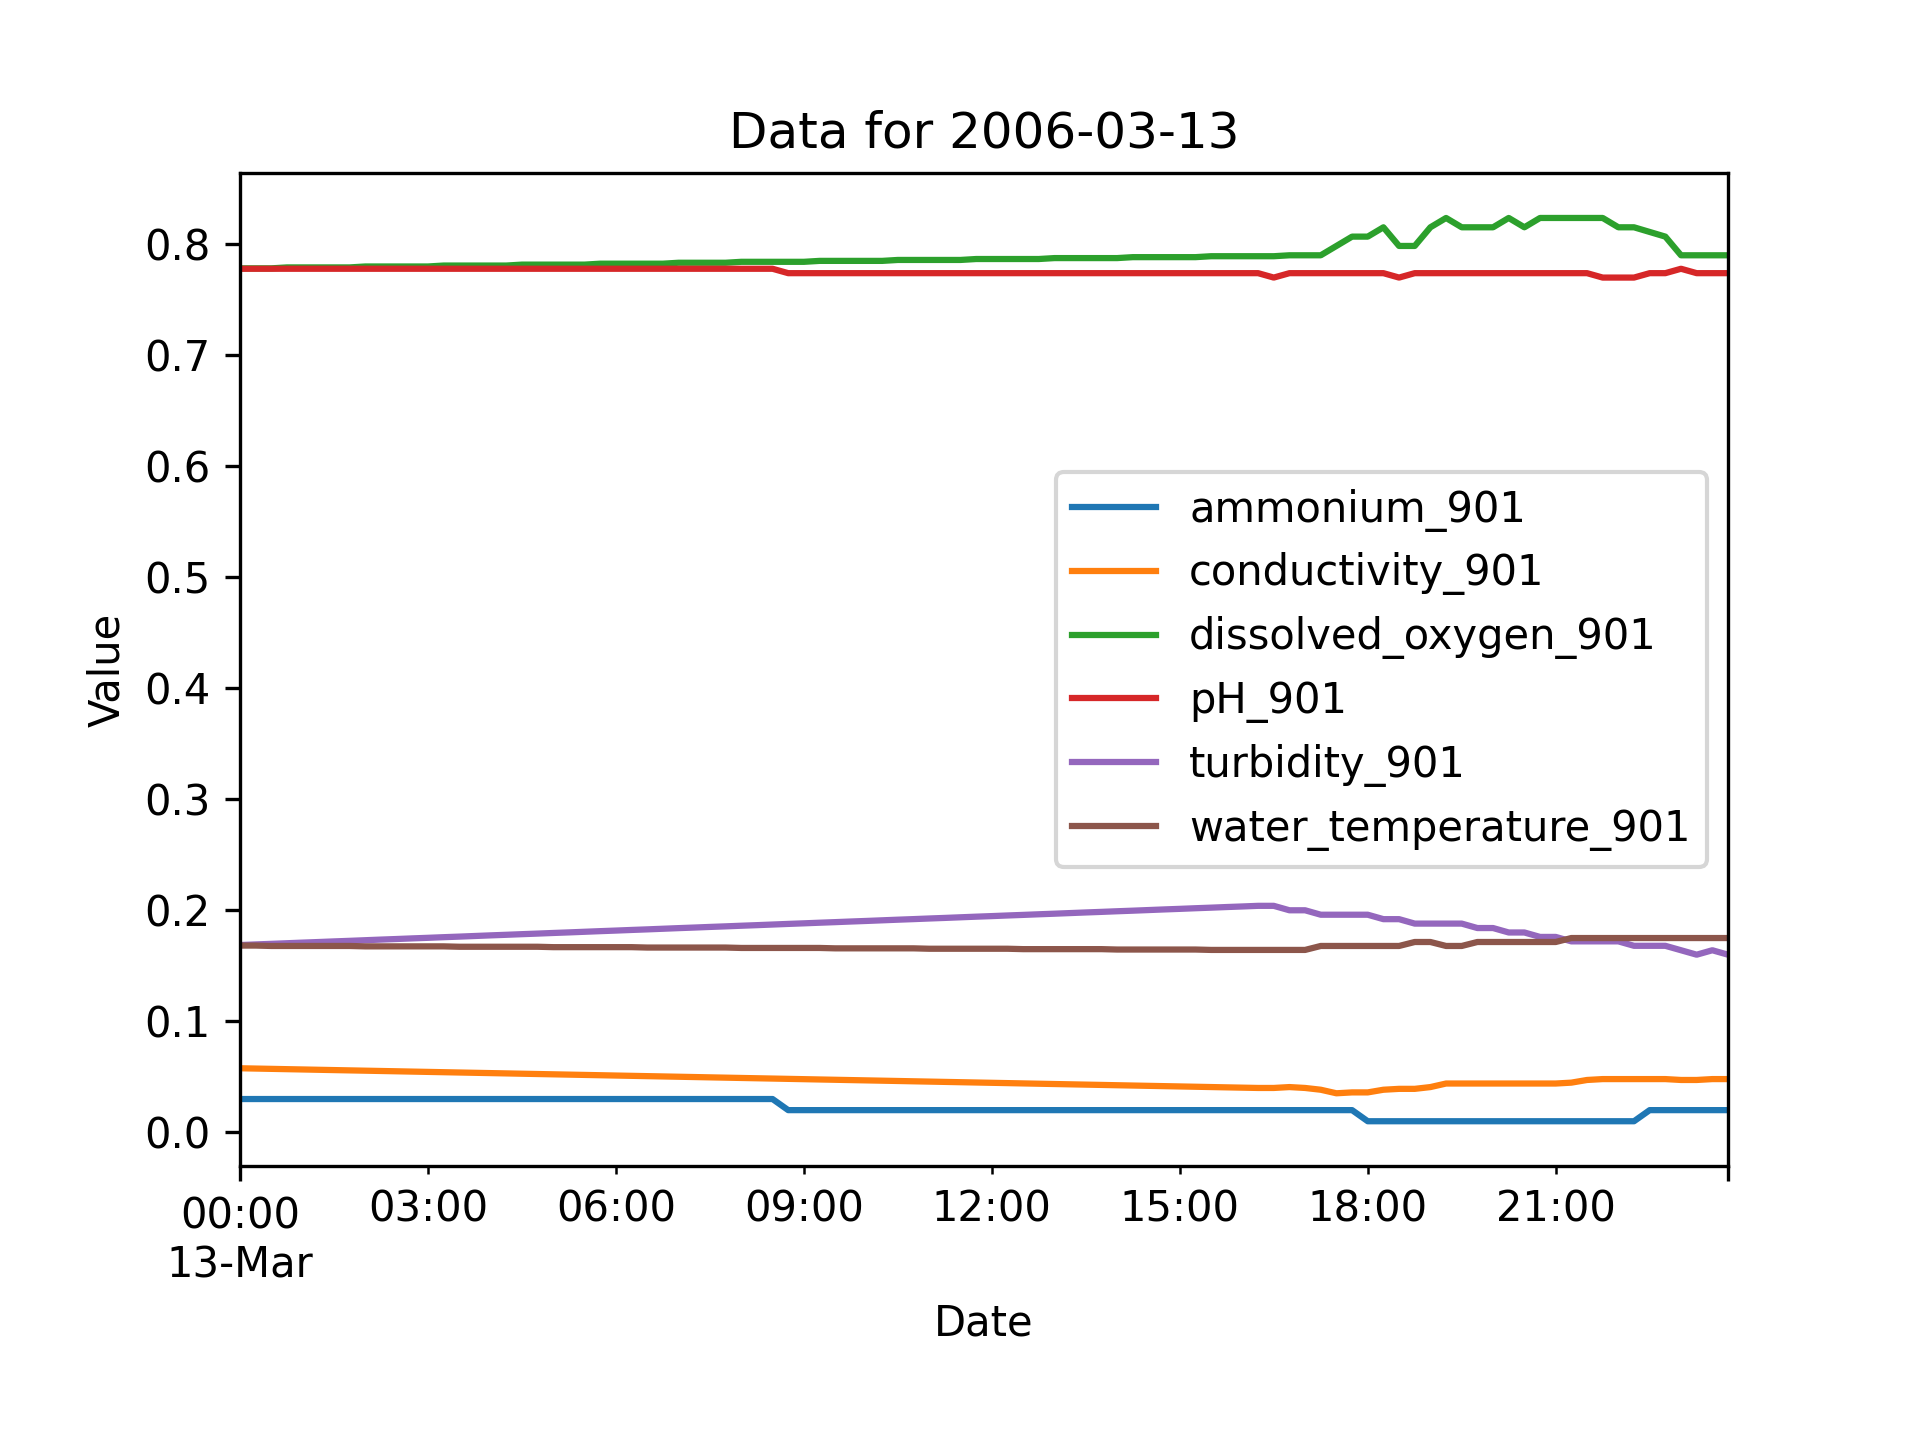 Data for 2006-03-13
Value
0.8
0.7
0.6
0.5
0.4
0.3
0.2
0.1
0.0
ammonium_901
conductivity_901
dissolved_oxygen_901
pH_901
turbidity_901
water_temperature_901
00:00 03:00 06:00 09:00 12:00 15:00 18:00 21:00
13-Mar
Date